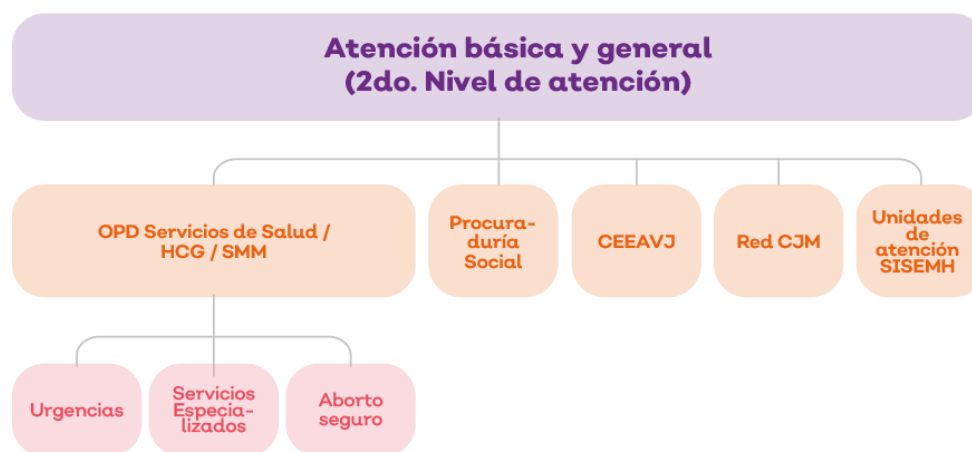 Atención básica y general
(2do. Nivel de atención)
OPD Servicios de Salud /
HCG / SMM
Procura-
duría
Social
CEEAVJ
Red CJM
Unidades
de
atención
SISEMH
Urgencias
Servicios
Especia-
lizados
Aborto
seguro